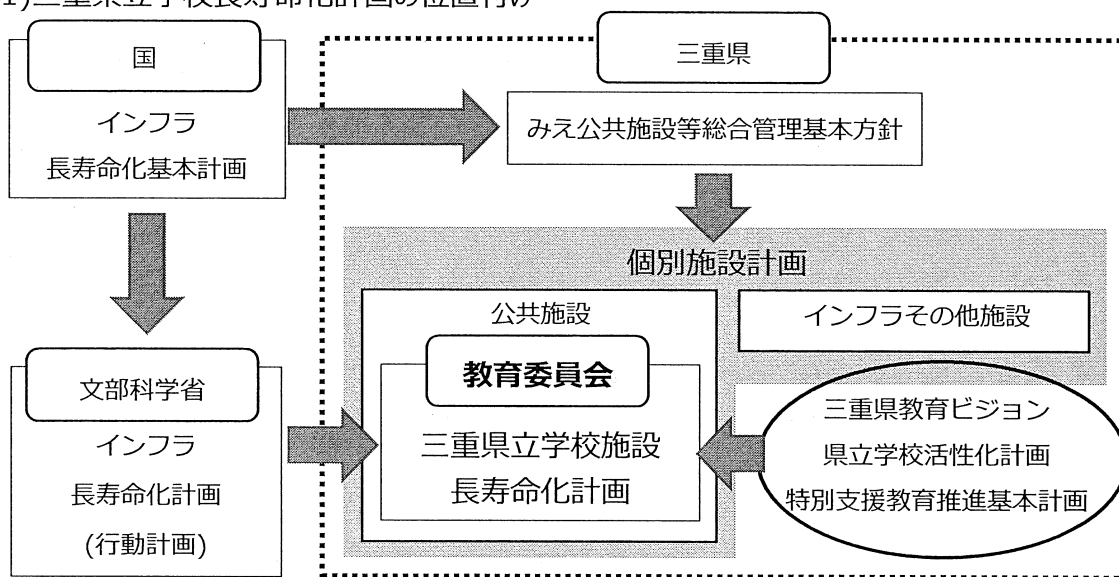 1)三重県立学校長寿命化計画の位置付け
国
インフラ
長寿命化基本計画
三重県
みえ公共施設等総合管理基本方針
個別施設計画
公共施設
インフラその他施設
教育委員会
三重県立学校施設
長寿命化計画
文部科学省
インフラ
長寿命化計画
(行動計画)
三重県教育ビジョン
県立学校活性化計画
特別支援教育推進基本計画